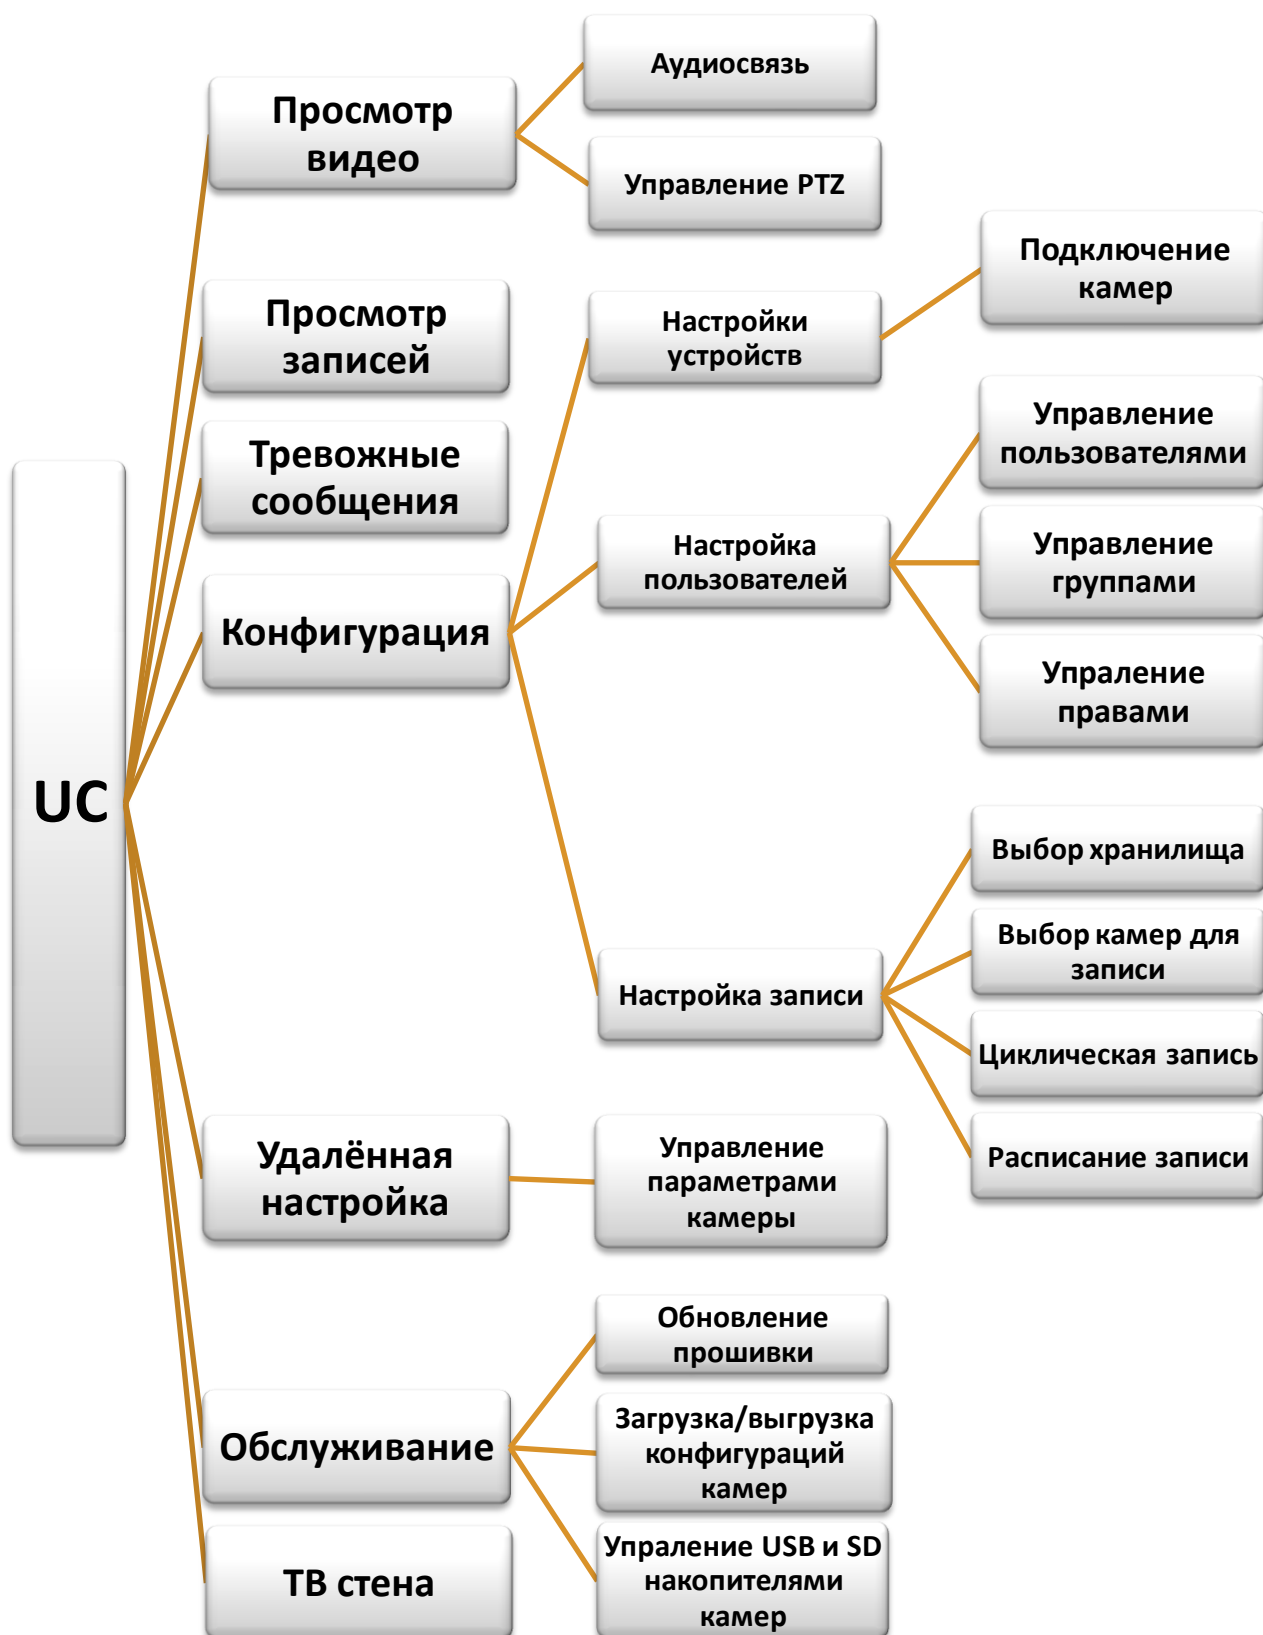 Аудиосвязь
Просмотр
видео
Управление PTZ
Подключение
камер
Просмотр
записей
Настройки
устройств
Управление
пользователями
Тревожные
сообщения
Настройка
пользователей
Управление
группами
Конфигурация
Упраление
правами
UC
Выбор хранилища
Выбор камер для
записи
Настройка записи
Циклическая запись
Расписание записи
Удалённая
настройка
Управление
параметрами
камеры
Обновление
прошивки
Обслуживание
Загрузка/выгрузка
конфигураций
камер
ТВ стена
Упраление USB и SD
накопителями
камер